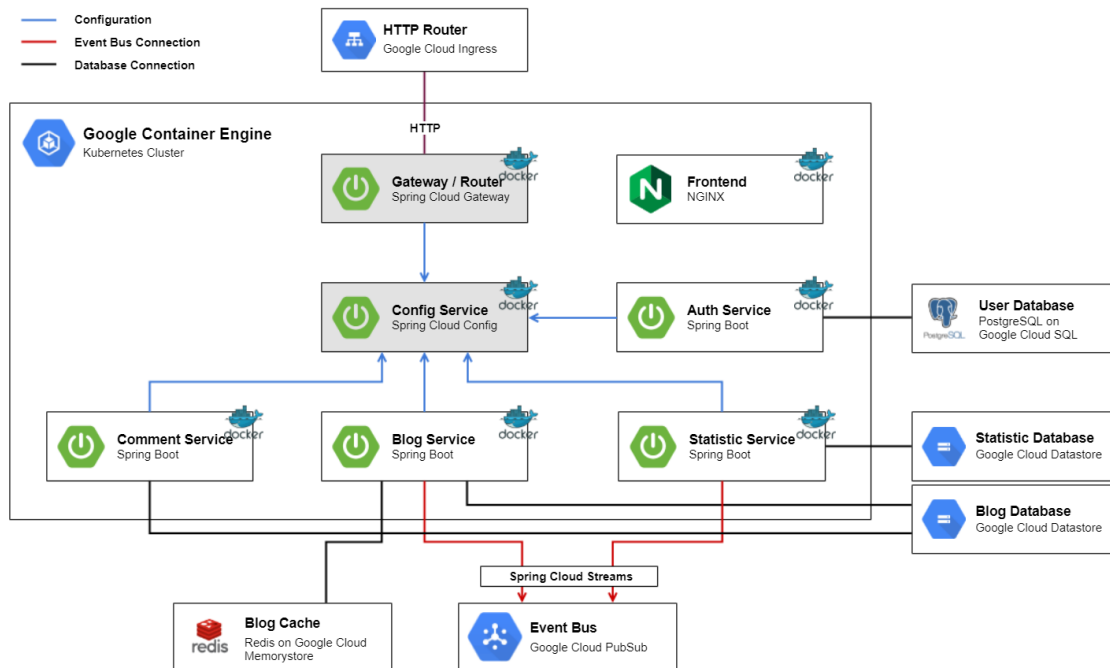 Configuration
Event Bus Connection
Database Connection
HTTP Router
Google Cloud Ingress
Google Container Engine
Kubernetes Cluster
HTTP
Gateway / Router
Spring Cloud Gateway
docker
Frontend
NGINX
docker
Config Service
Spring Cloud Config
docker
Auth Service
Spring Boot
docker
User Database
PostgreSQL on
Google Cloud SQL
PostgreSQL
Comment Service
Spring Boot
docker
Blog Service
Spring Boot
docker
Statistic Service
Spring Boot
docker
Statistic Database
Google Cloud Datastore
Blog Database
Google Cloud Datastore
Spring Cloud Streams
Blog Cache
Redis on Google Cloud
Memorystore
redis
Event Bus
Google Cloud PubSub